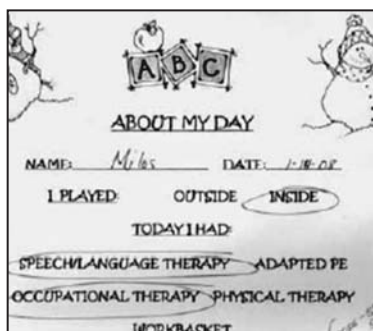 ABC
ABOUT MY DAY
NAME: Milos DATE: 1-18-08
I PLAYED: OUTSIDE INSIDE
TODAY I HAD:
SPEECH/LANGUAGE THERAPY ADAPTED PE
OCCUPATIONAL THERAPY PHYSICAL THERAPY
WORKBASKET